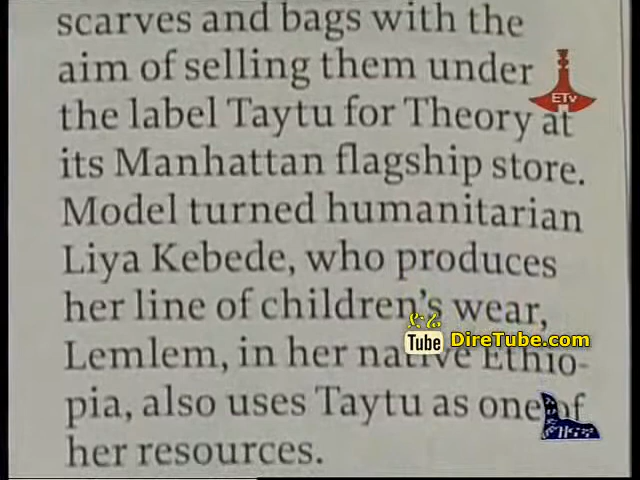 scarves and bags with the
aim of selling them under
the label Taytu for Theory at
its Manhattan flagship store.
Model turned humanitarian
Liya Kebede, who produces
her line of children's wear,
Lemlem, in her native Ethio-
pia, also uses Taytu as one of
her resources.
ETV
ድሬ
Tube
DireTube.com